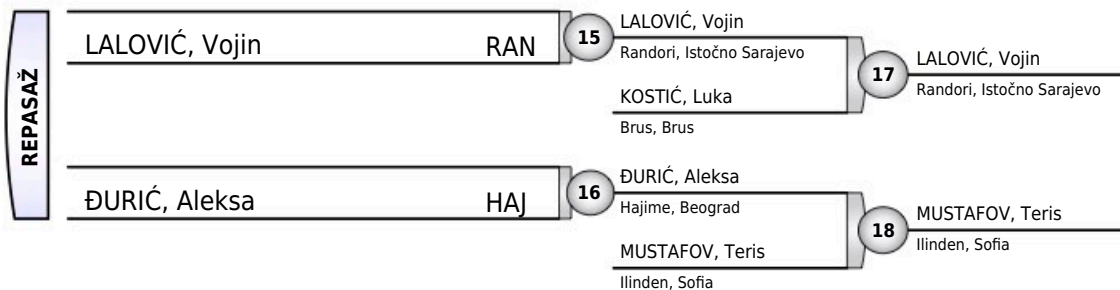 REPASAŽ
LALOVIĆ, Vojin RAN
15
LALOVIĆ, Vojin
Randori, Istočno Sarajevo
KOSTIĆ, Luka
Brus, Brus
17
LALOVIĆ, Vojin
Randori, Istočno Sarajevo
ĐURIĆ, Aleksa HAJ
16
ĐURIĆ, Aleksa
Hajime, Beograd
MUSTAFOV, Teris
Ilinden, Sofia
18
MUSTAFOV, Teris
Ilinden, Sofia